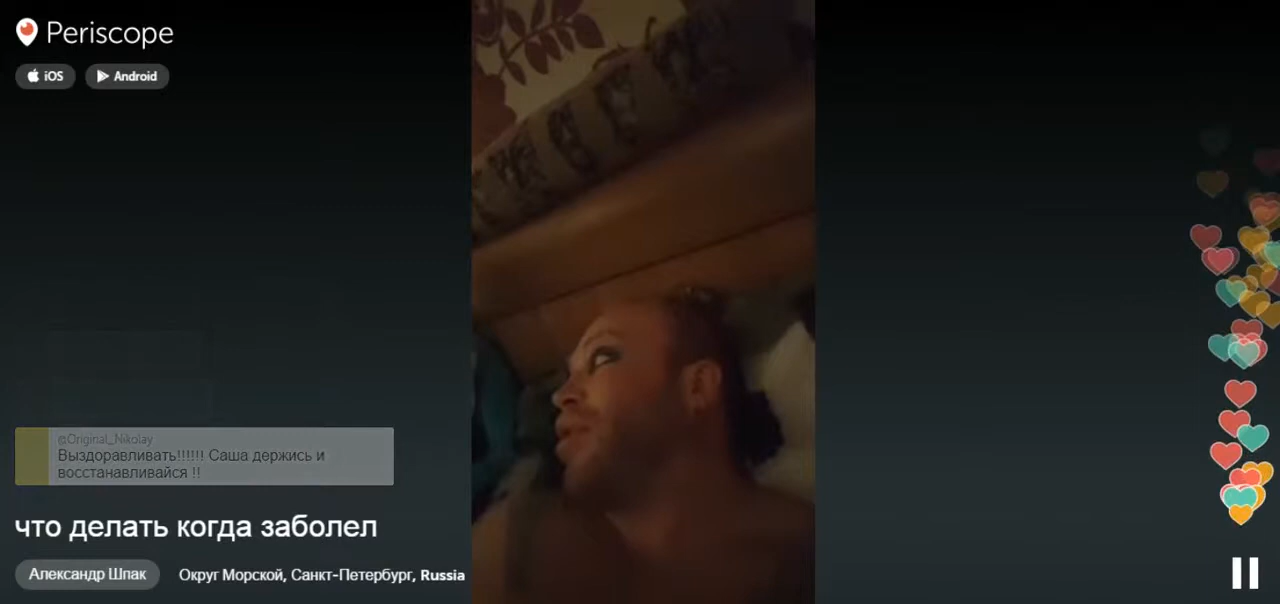 Periscope
iOS
Android
@Original_Nikolay
Выздоравливать!!!!!! Саша держись и
восстанавливайся !!
что делать когда заболел
Александр Шпак
Округ Морской, Санкт-Петербург, Russia